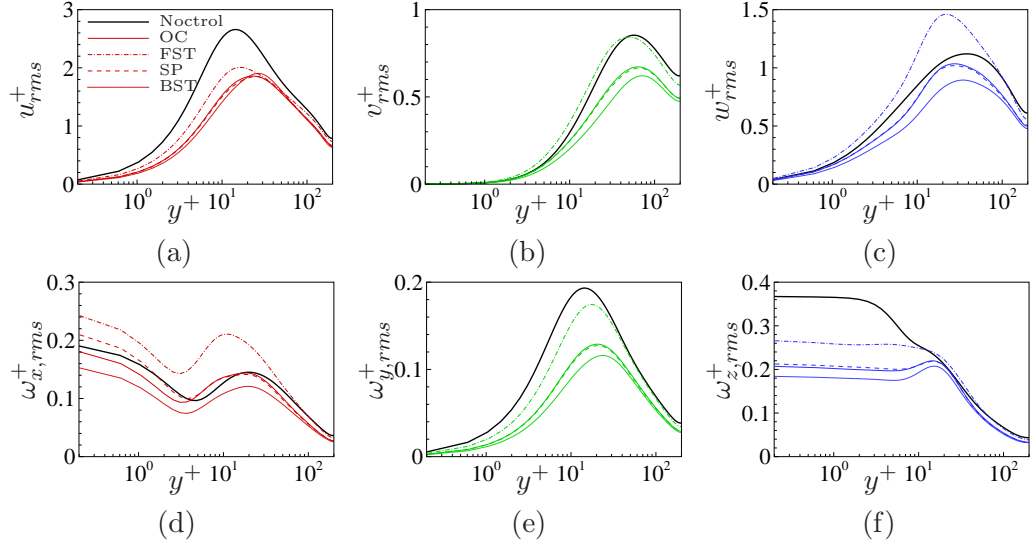 3
2
1
0
u+rms
10^0
y+
10^1
10^2
(a)
Noctrol
OC
FST
SP
BST
1
0.5
0
v+rms
10^0
y+
10^1
10^2
(b)
1.5
1
0.5
0
w+rms
10^0
y+
10^1
10^2
(c)
0.3
0.2
0.1
0
ω+x,rms
10^0
y+
10^1
10^2
(d)
0.2
0.1
0
ω+y,rms
10^0
y+
10^1
10^2
(e)
0.4
0.3
0.2
0.1
0
ω+z,rms
10^0
y+
10^1
10^2
(f)